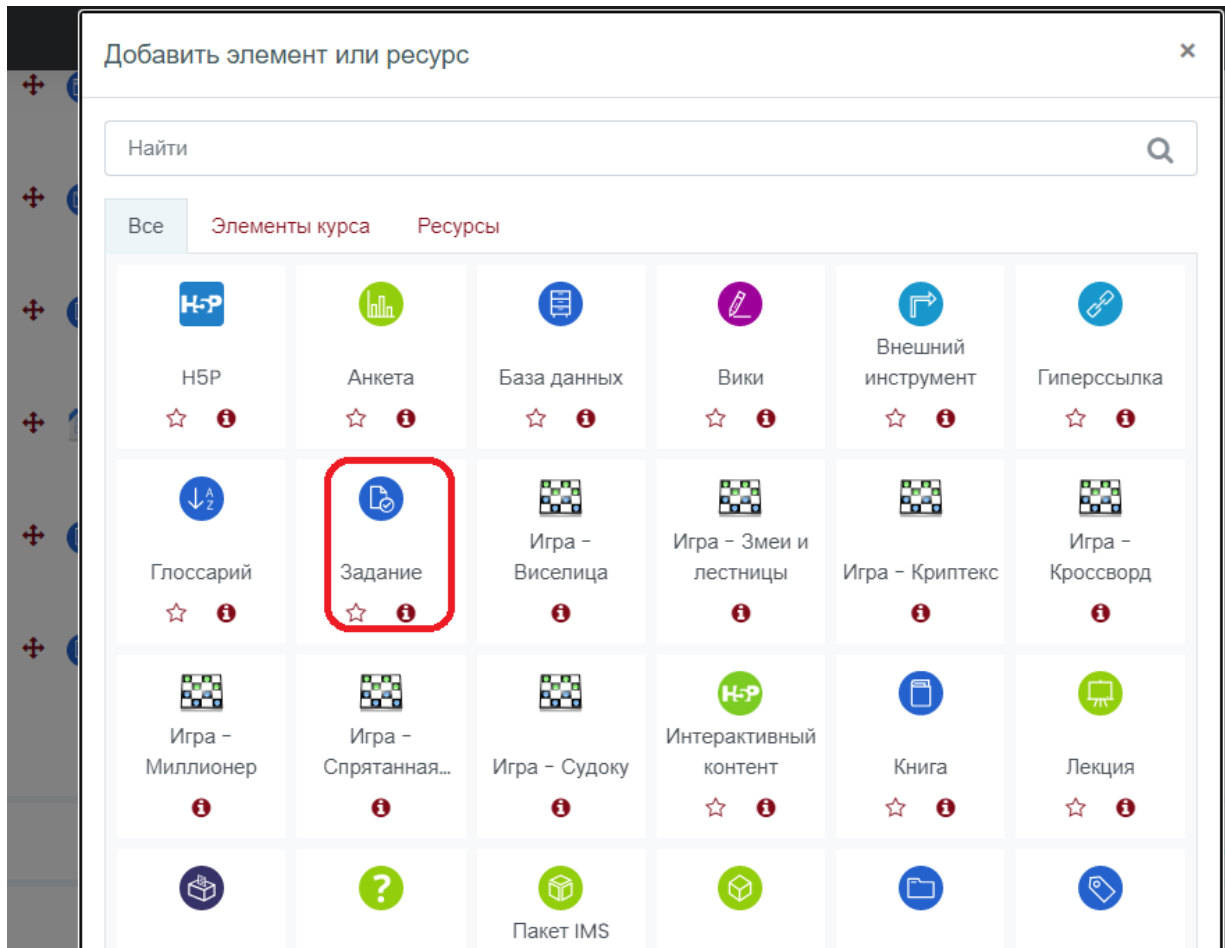 Добавить элемент или ресурс
×
Найти
Все Элементы курса Ресурсы
H5P
H5P
Анкета
База данных
Вики
Внешний
инструмент
Гиперссылка
A
Z
Глоссарий
Задание
Игра –
Виселица
Игра – Змеи и
лестницы
Игра – Криптекс
Игра –
Кроссворд
Игра –
Миллионер
Игра –
Спрятанная...
Игра – Судоку
H5P
Интерактивный
контент
Книга
Лекция
?
Пакет IMS